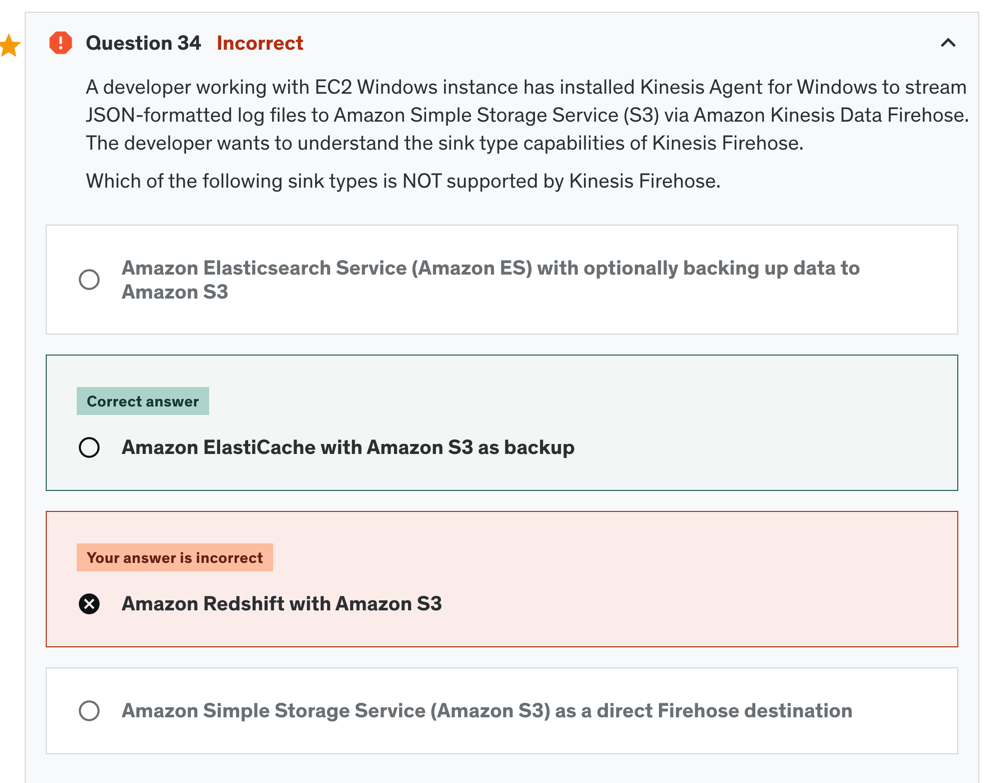 Question 34 Incorrect
A developer working with EC2 Windows instance has installed Kinesis Agent for Windows to stream
JSON-formatted log files to Amazon Simple Storage Service (S3) via Amazon Kinesis Data Firehose.
The developer wants to understand the sink type capabilities of Kinesis Firehose.
Which of the following sink types is NOT supported by Kinesis Firehose.
Amazon Elasticsearch Service (Amazon ES) with optionally backing up data to
Amazon S3
Correct answer
Amazon ElastiCache with Amazon S3 as backup
Your answer is incorrect
Amazon Redshift with Amazon S3
Amazon Simple Storage Service (Amazon S3) as a direct Firehose destination